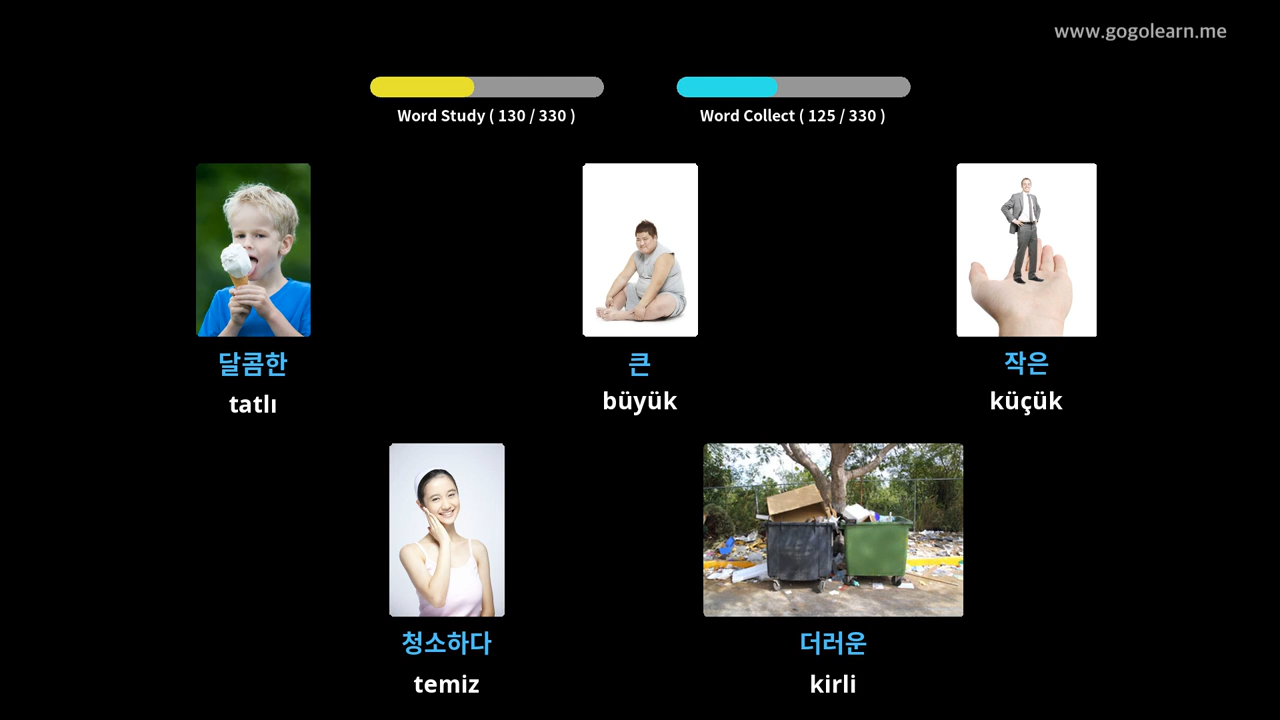 www.gogolearn.me
Word Study ( 130 / 330 )
Word Collect ( 125 / 330 )
달콤한
tatlı
큰
büyük
작은
küçük
청소하다
temiz
더러운
kirli